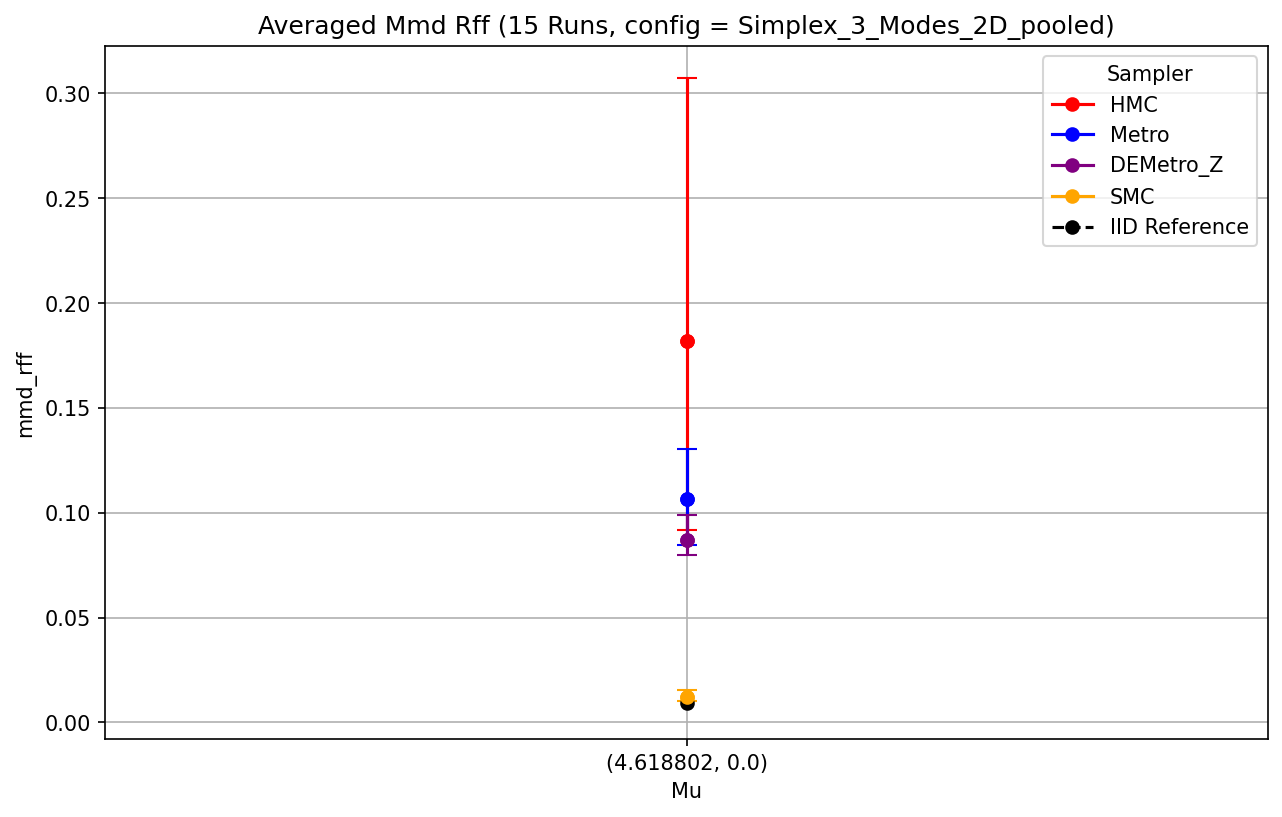 Averaged Mmd Rff (15 Runs, config = Simplex_3_Modes_2D_pooled)
Sampler
HMC
Metro
DEMetro_Z
SMC
IID Reference
mmd_rff
0.30
0.25
0.20
0.15
0.10
0.05
0.00
(4.618802, 0.0)
Mu